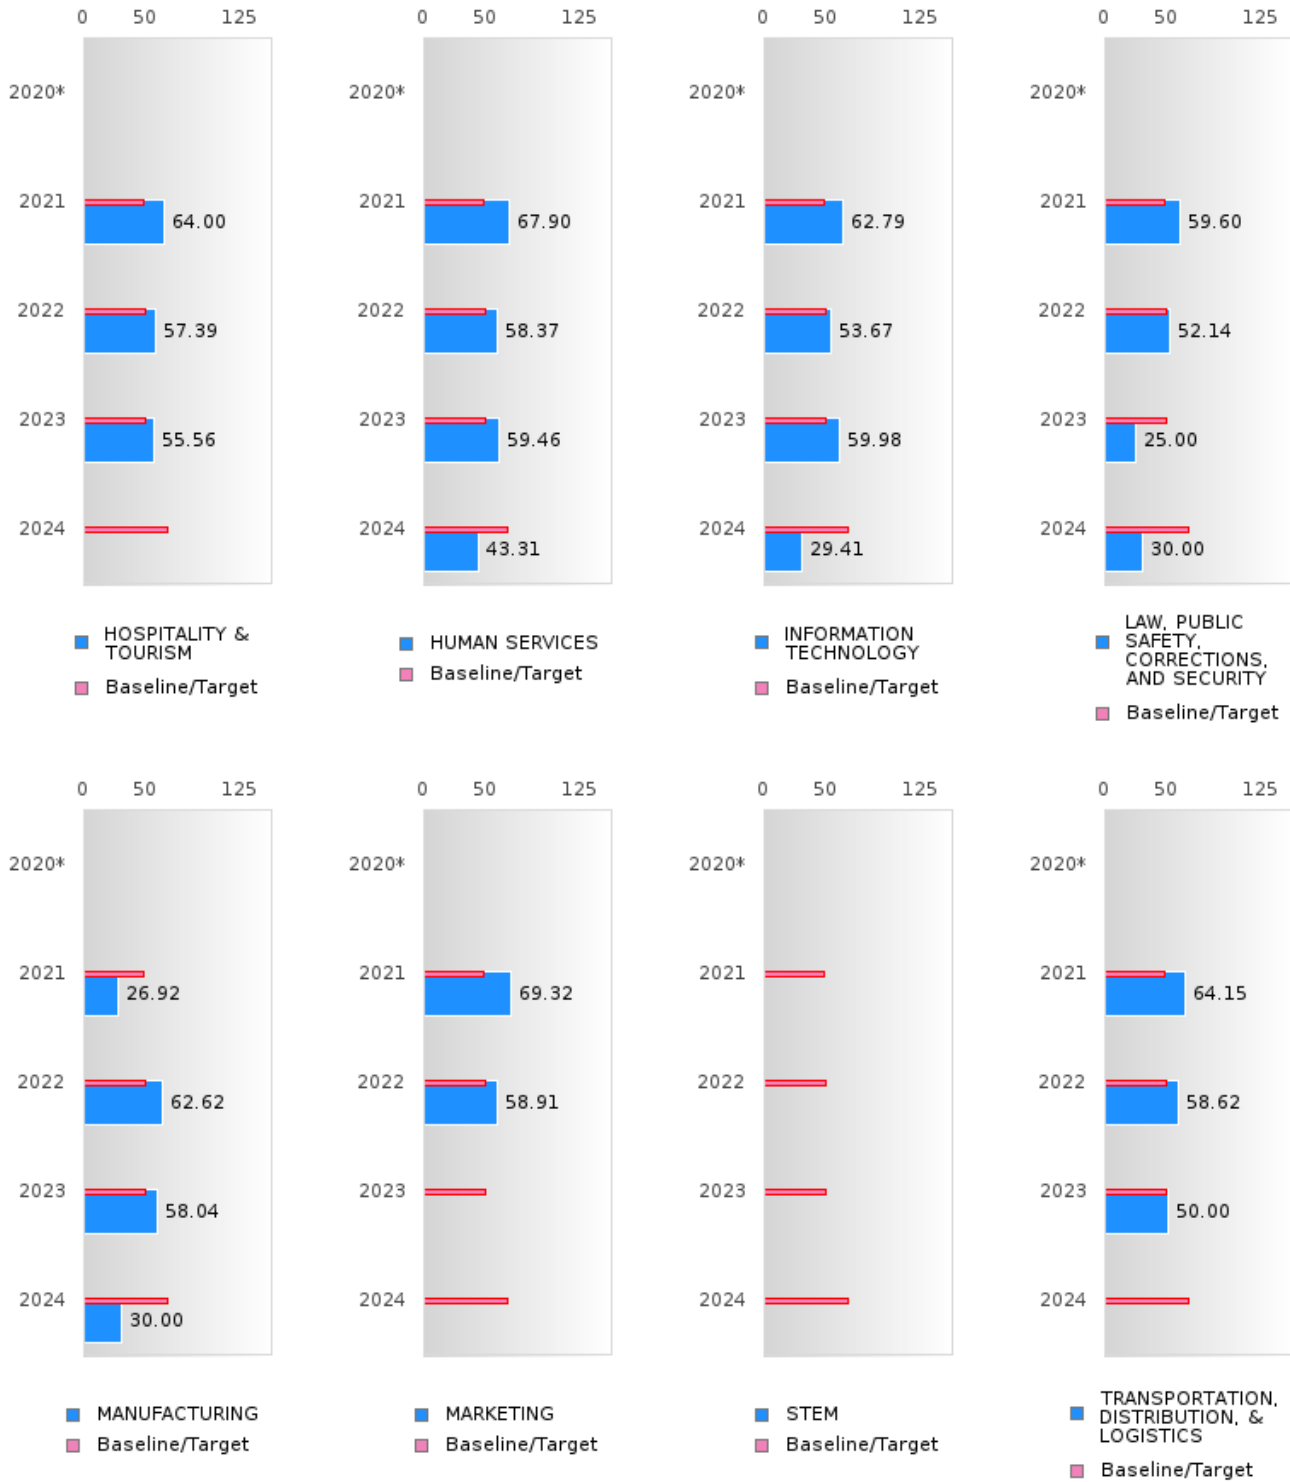 0 50 125
2020*
2021
64.00
2022
57.39
2023
55.56
2024
HOSPITALITY &
TOURISM
Baseline/Target
0 50 125
2020*
2021
67.90
2022
58.37
2023
59.46
2024
43.31
HUMAN SERVICES
Baseline/Target
0 50 125
2020*
2021
62.79
2022
53.67
2023
59.98
2024
29.41
INFORMATION
TECHNOLOGY
Baseline/Target
0 50 125
2020*
2021
59.60
2022
52.14
2023
25.00
2024
30.00
LAW, PUBLIC
SAFETY,
CORRECTIONS,
AND SECURITY
Baseline/Target
0 50 125
2020*
2021
26.92
2022
62.62
2023
58.04
2024
30.00
MANUFACTURING
Baseline/Target
0 50 125
2020*
2021
69.32
2022
58.91
2023
2024
MARKETING
Baseline/Target
0 50 125
2020*
2021
2022
2023
2024
STEM
Baseline/Target
0 50 125
2020*
2021
64.15
2022
58.62
2023
50.00
2024
TRANSPORTATION,
DISTRIBUTION, &
LOGISTICS
Baseline/Target